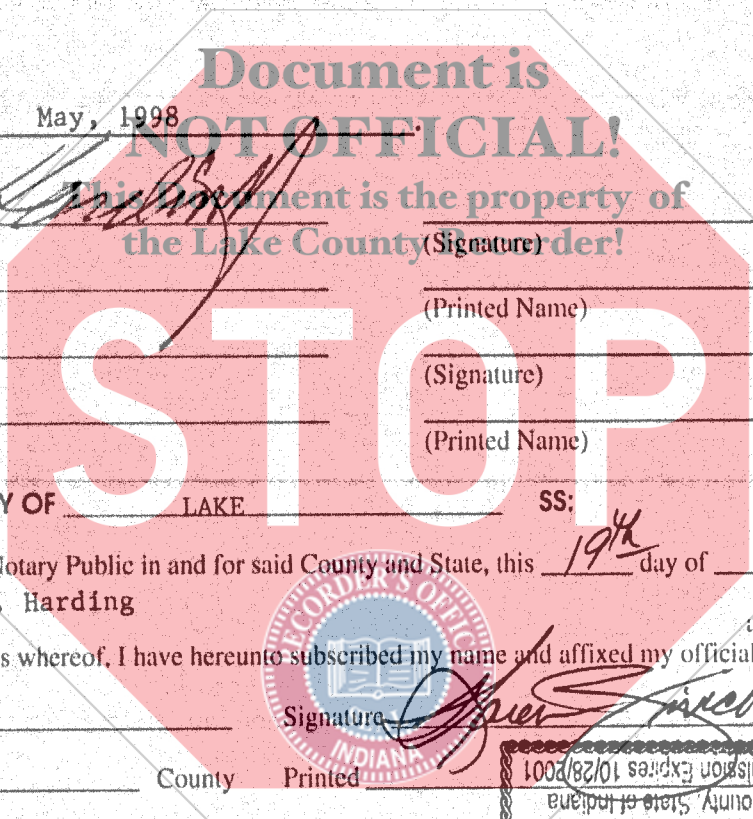 Document is
May, 1998
NOT OFFICIAL!
This Document is the property of
the Lake County Recorder!
(Signature)
(Printed Name)
(Signature)
(Printed Name)
STOP
Y OF LAKE SS:
Notary Public in and for said County and State, this 19th day of
Harding
s whereof, I have hereunto subscribed my name and affixed my official
RECORDER'S OFFICE
Signature Karen
INDIANA
County Printed
ission Expires 10/28/2001
ounty, State of Indiana